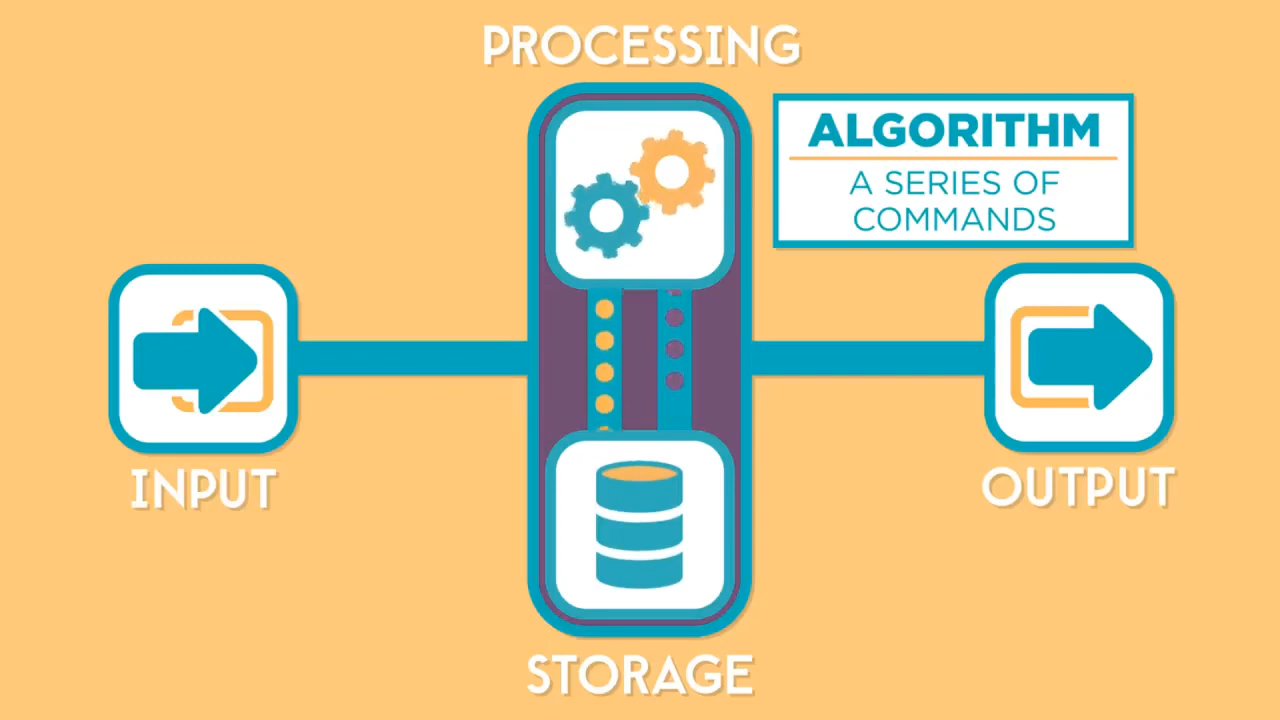 PROCESSING
ALGORITHM
A SERIES OF
COMMANDS
INPUT
OUTPUT
STORAGE